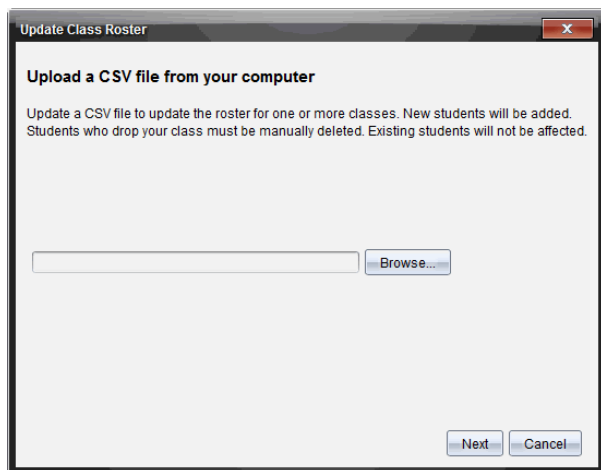 Update Class Roster
Upload a CSV file from your computer
Update a CSV file to update the roster for one or more classes. New students will be added.
Students who drop your class must be manually deleted. Existing students will not be affected.
Browse...
Next Cancel